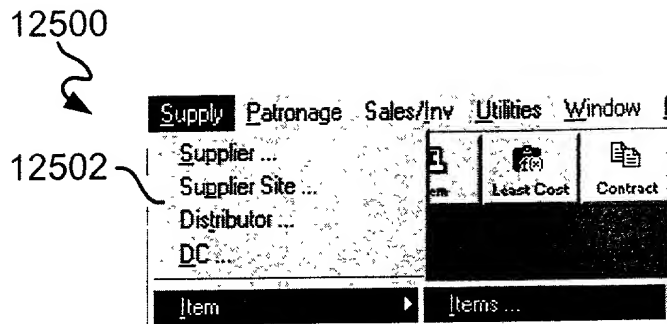 12500
Supply Patronage Sales/Inv Utilities Window
12502
Supplier ...
Supplier Site ...
Distributor ...
DC ...
Least Cost Contract
Item Items ...